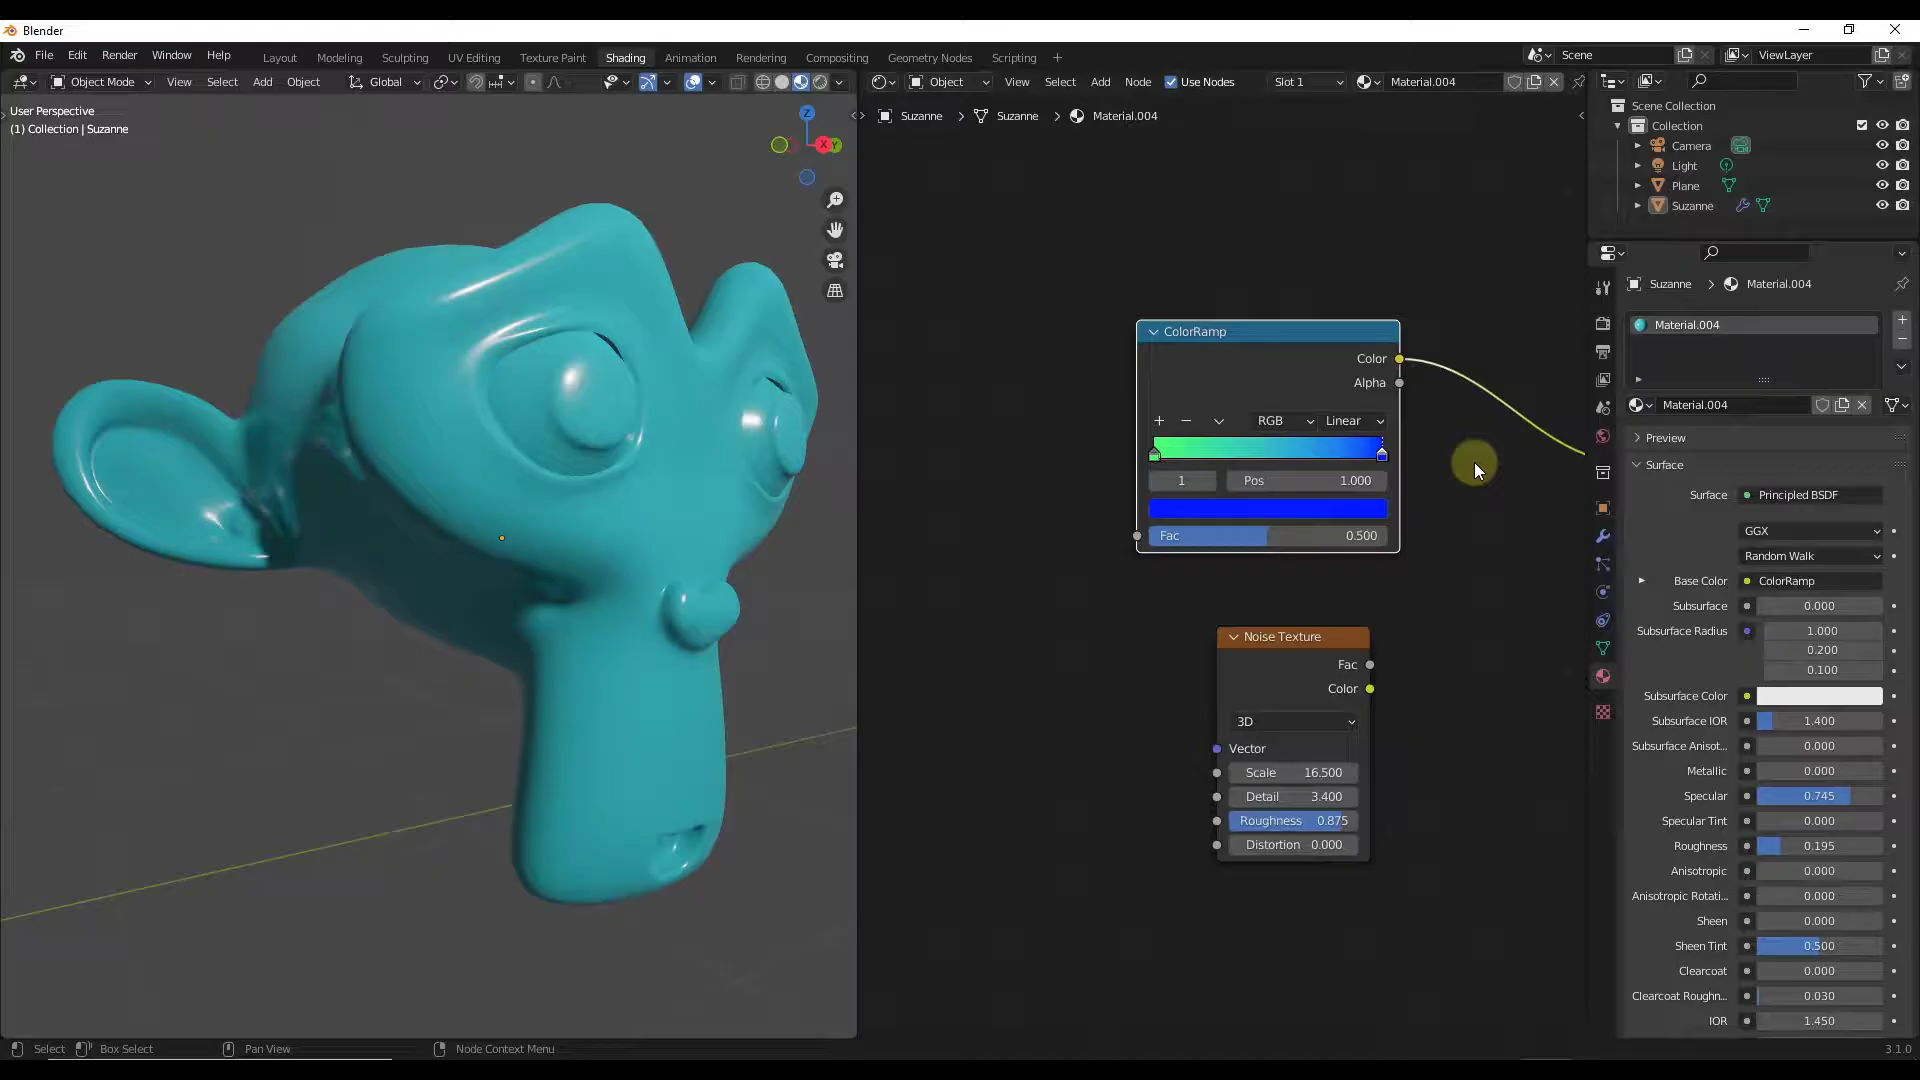 Blender
File Edit Render Window Help
Layout Modeling Sculpting UV Editing Texture Paint Shading Animation Rendering Compositing Geometry Nodes Scripting +
Scene
ViewLayer
Object Mode View Select Add Object Global
Object View Select Add Node Use Nodes Slot 1 Material.004
User Perspective
(1) Collection | Suzanne
Z
X
Y
Suzanne > Suzanne > Material.004
Scene Collection
Collection
Camera
Light
Plane
Suzanne
ColorRamp
Color
Alpha
+ − RGB Linear
1 Pos 1.000
Fac 0.500
Noise Texture
Fac
Color
3D
Vector
Scale 16.500
Detail 3.400
Roughness 0.875
Distortion 0.000
Suzanne > Material.004
Material.004
Material.004
Preview
Surface
Surface Principled BSDF
GGX
Random Walk
Base Color ColorRamp
Subsurface 0.000
Subsurface Radius 1.000
0.200
0.100
Subsurface Color
Subsurface IOR 1.400
Subsurface Anisot... 0.000
Metallic 0.000
Specular 0.745
Specular Tint 0.000
Roughness 0.195
Anisotropic 0.000
Anisotropic Rotati... 0.000
Sheen 0.000
Sheen Tint 0.500
Clearcoat 0.000
Clearcoat Roughn... 0.030
IOR 1.450
Select Box Select Pan View Node Context Menu
3.1.0